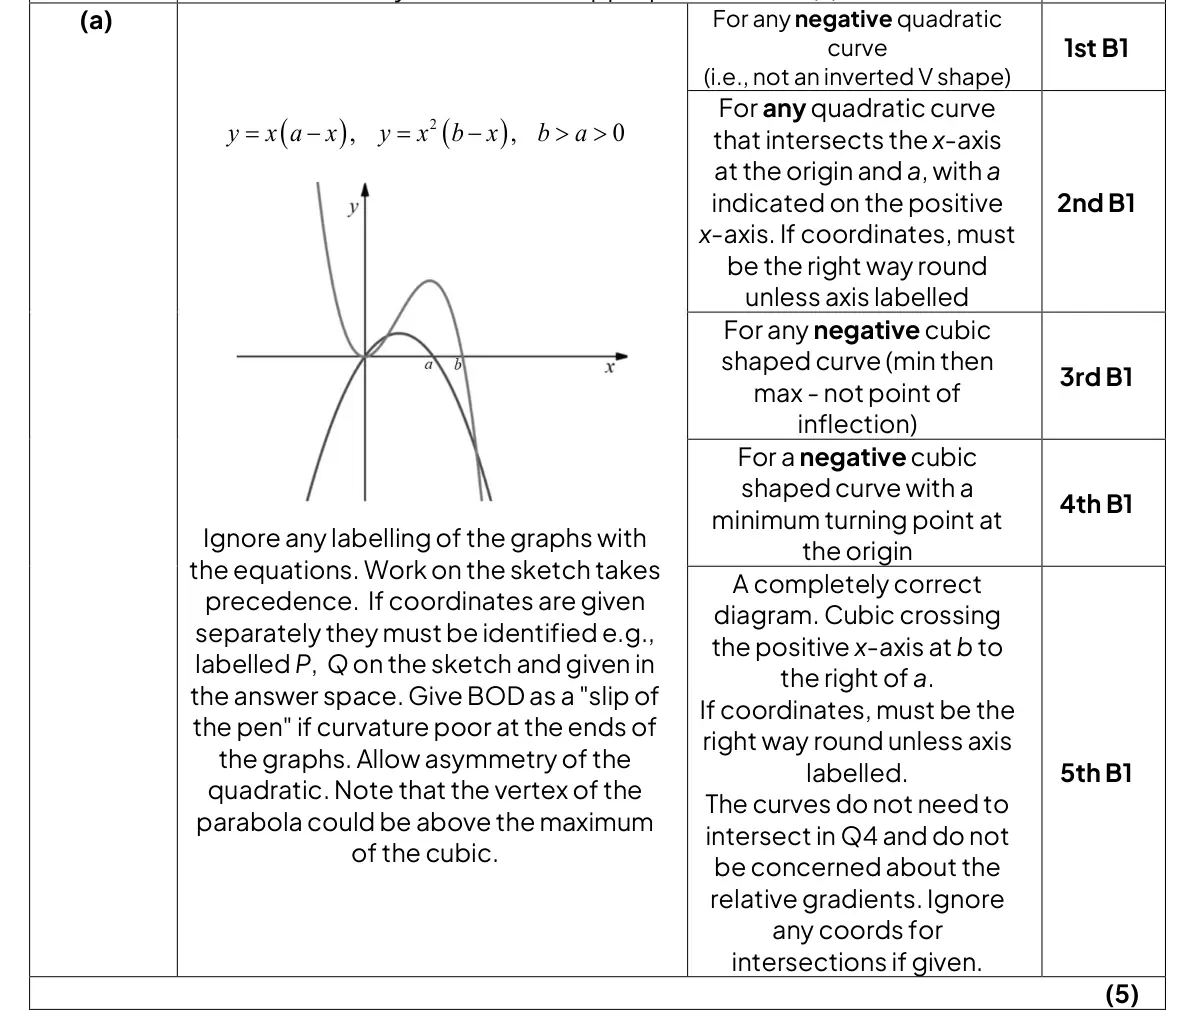 (a)
For any negative quadratic
curve
(i.e., not an inverted V shape)
1st B1
y = x(a − x), y = x²(b − x), b > a > 0
y
a
b
x
Ignore any labelling of the graphs with
the equations. Work on the sketch takes
precedence. If coordinates are given
separately they must be identified e.g.,
labelled P, Q on the sketch and given in
the answer space. Give BOD as a "slip of
the pen" if curvature poor at the ends of
the graphs. Allow asymmetry of the
quadratic. Note that the vertex of the
parabola could be above the maximum
of the cubic.
For any quadratic curve
that intersects the x-axis
at the origin and a, with a
indicated on the positive
x-axis. If coordinates, must
be the right way round
unless axis labelled
2nd B1
For any negative cubic
shaped curve (min then
max - not point of
inflection)
3rd B1
For a negative cubic
shaped curve with a
minimum turning point at
the origin
4th B1
A completely correct
diagram. Cubic crossing
the positive x-axis at b to
the right of a.
If coordinates, must be the
right way round unless axis
labelled.
The curves do not need to
intersect in Q4 and do not
be concerned about the
relative gradients. Ignore
any coords for
intersections if given.
5th B1
(5)